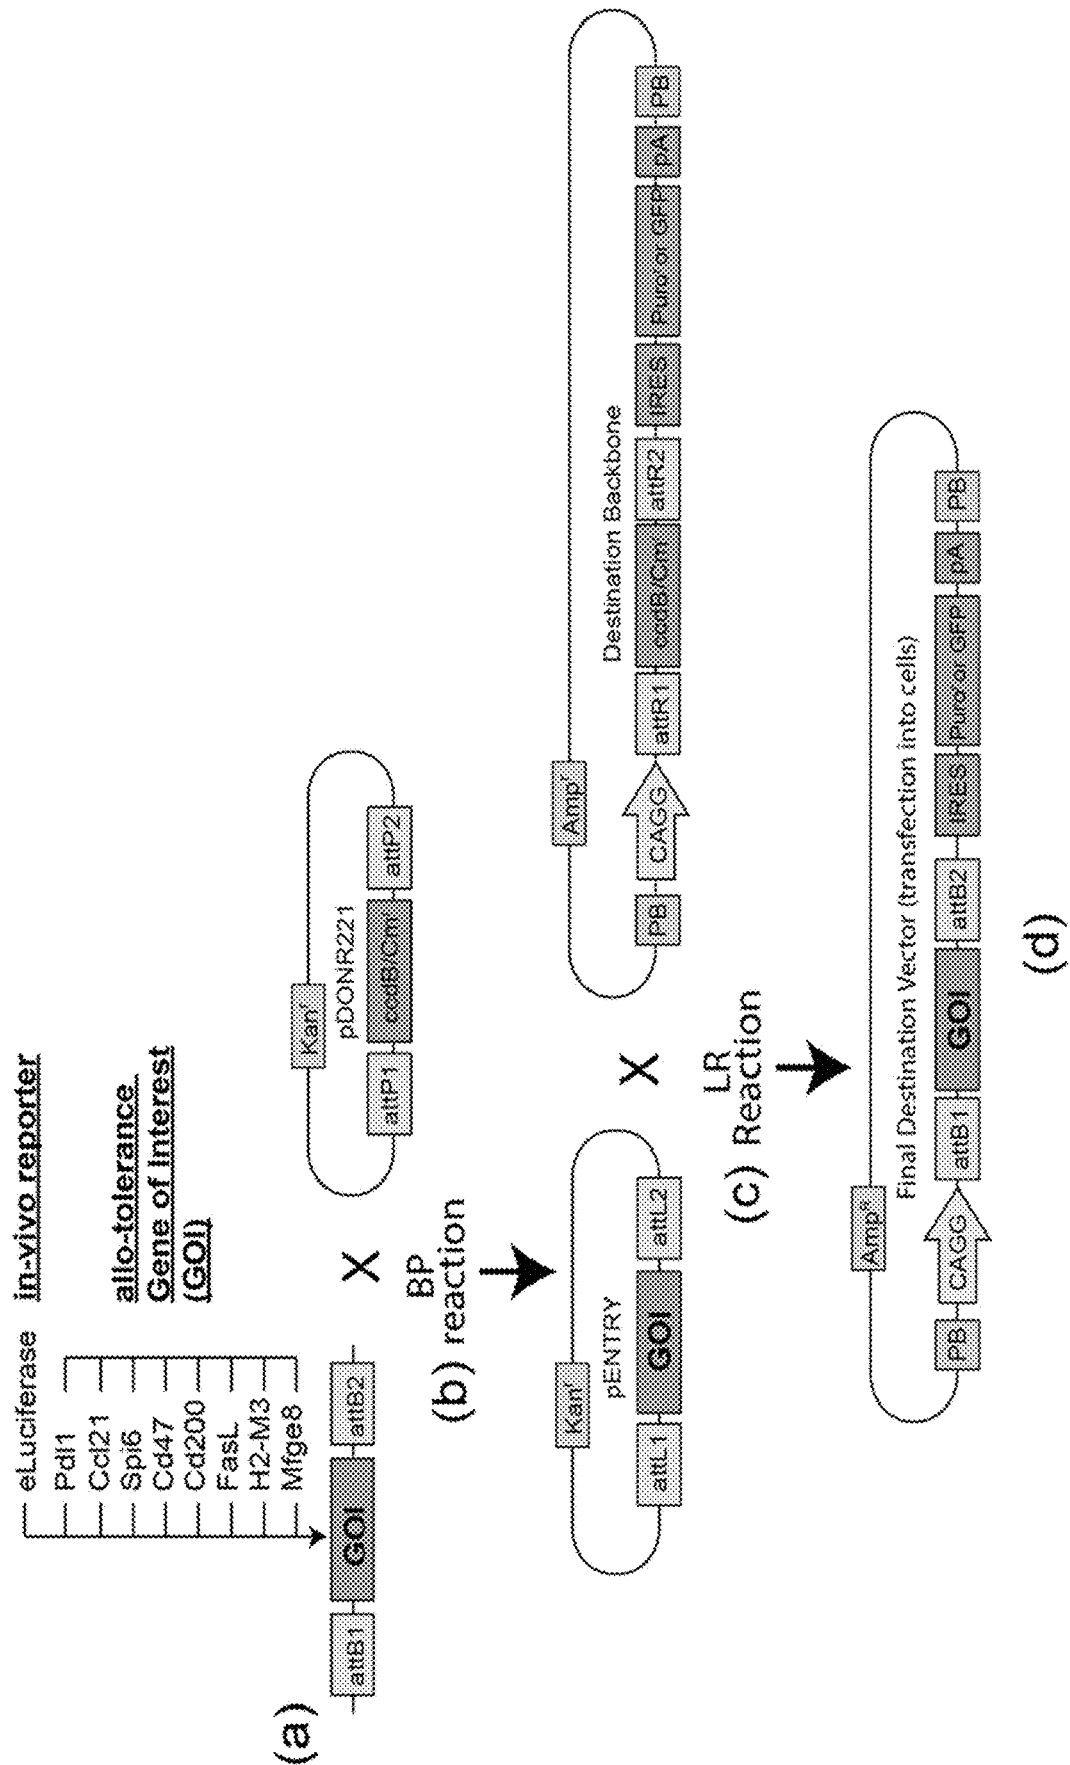 eLuciferase
in-vivo reporter
Pdl1
Ccl21
Spi6
Cd47
Cd200
FasL
H2-M3
Mfge8
allo-tolerance
Gene of Interest
(GOI)
(a)
attB1
GOI
attB2
X
Kanʳ
pDONR221
attP1
ccdB/Cm
attP2
(b)
BP
reaction
Kanʳ
pENTRY
attL1
GOI
attL2
X
Ampʳ
Destination Backbone
PB
CAGG
attR1
ccdB/Cm
attR2
IRES
Puroʳ or GFP
pA
PB
(c)
LR
Reaction
Ampᴿ
Final Destination Vector (transfection into cells)
PB
CAGG
attB1
GOI
attB2
IRES
Puroʳ or GFP
pA
PB
(d)